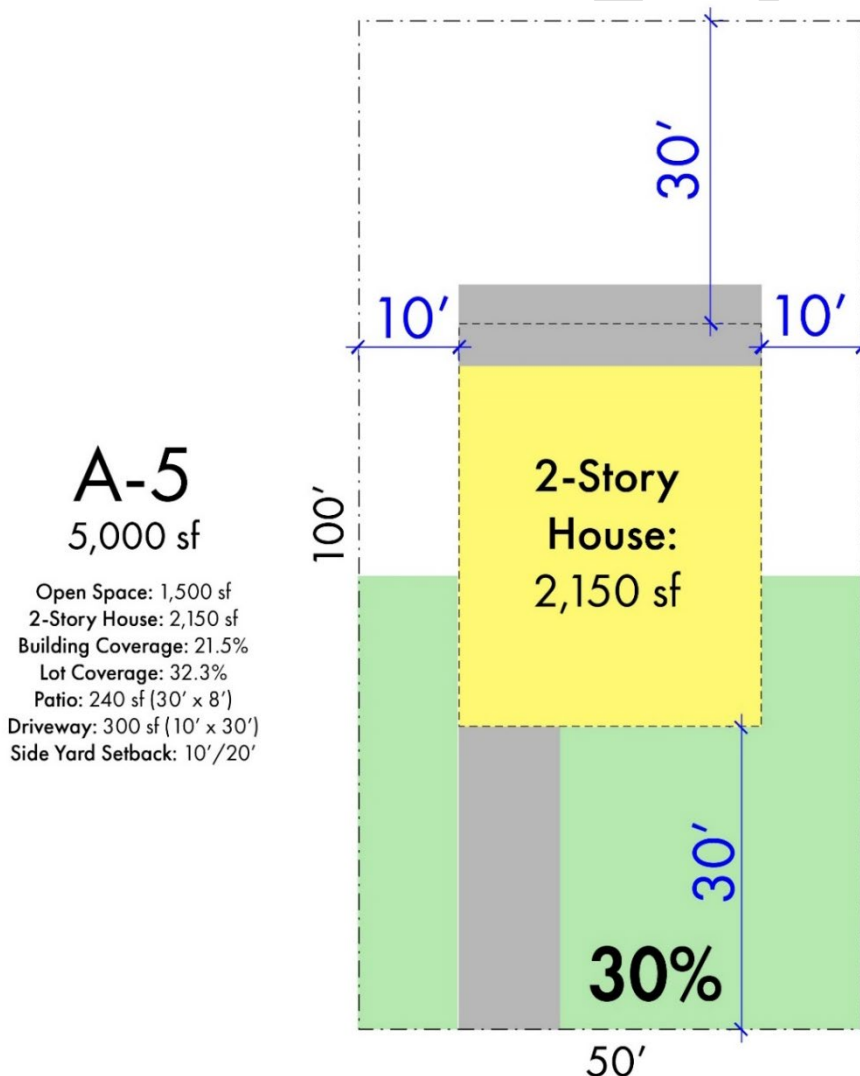 30’
10’
10’
A-5
5,000 sf
Open Space: 1,500 sf
2-Story House: 2,150 sf
Building Coverage: 21.5%
Lot Coverage: 32.3%
Patio: 240 sf (30’ x 8’)
Driveway: 300 sf (10’ x 30’)
Side Yard Setback: 10’/20’
100’
2-Story
House:
2,150 sf
30’
30%
50’